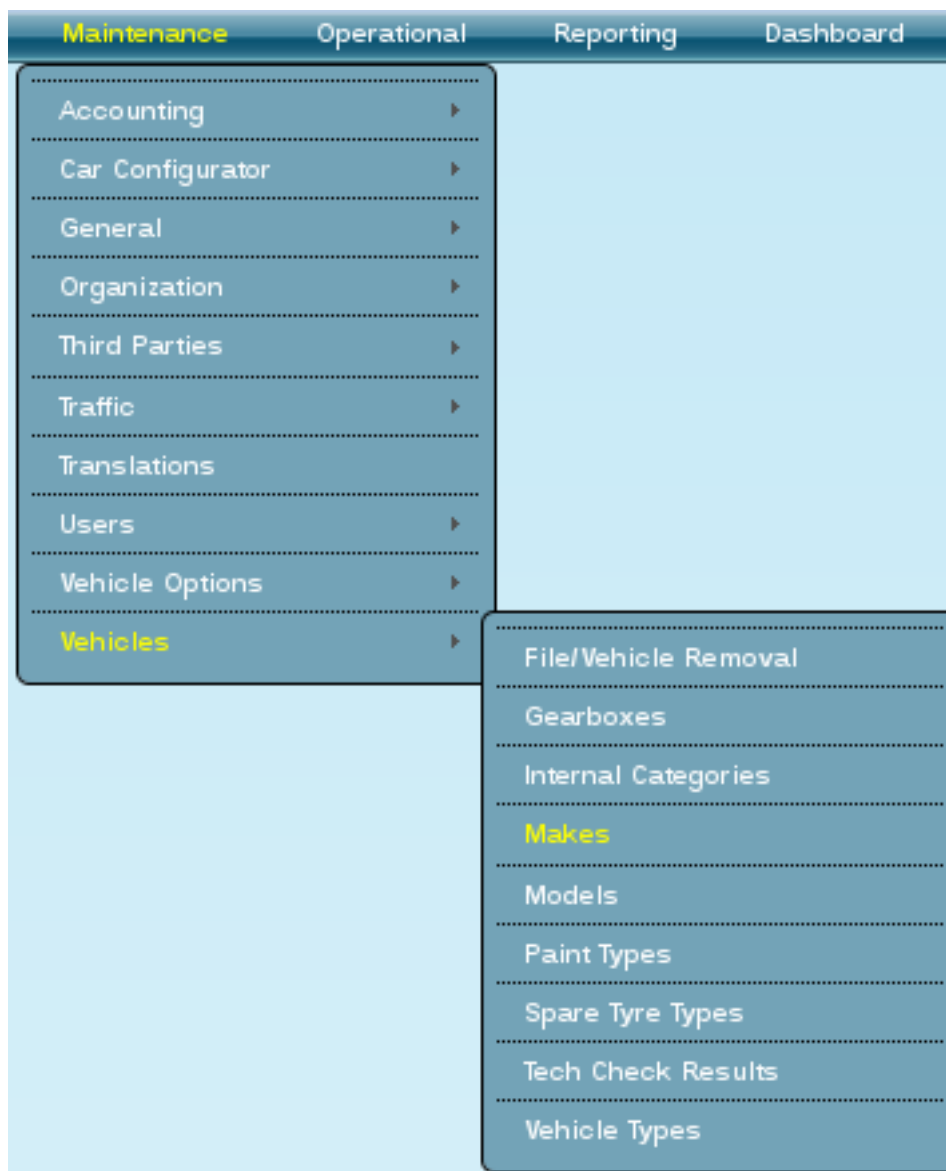 Maintenance Operational Reporting Dashboard
Accounting
Car Configurator
General
Organization
Third Parties
Traffic
Translations
Users
Vehicle Options
Vehicles
File/Vehicle Removal
Gearboxes
Internal Categories
Makes
Models
Paint Types
Spare Tyre Types
Tech Check Results
Vehicle Types